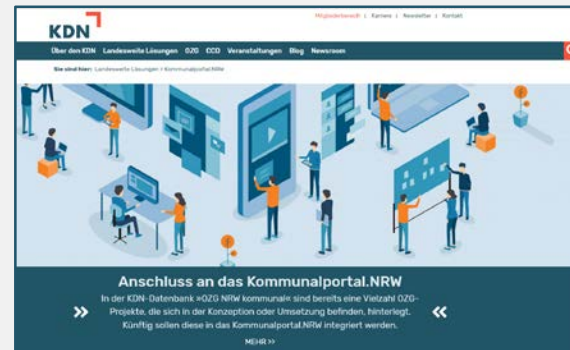 Mitgliederbereich | Karriere | Newsletter | Kontakt
KDN
Über den KDN Landesweite Lösungen OZG CCD Veranstaltungen Blog Newsroom
Sie sind hier: Landesweite Lösungen > Kommunalportal.NRW
Anschluss an das Kommunalportal.NRW
In der KDN-Datenbank »OZG NRW kommunal« sind bereits eine Vielzahl OZG-
Projekte, die sich in der Konzeption oder Umsetzung befinden, hinterlegt.
Künftig sollen diese in das Kommunalportal.NRW integriert werden.
MEHR >>